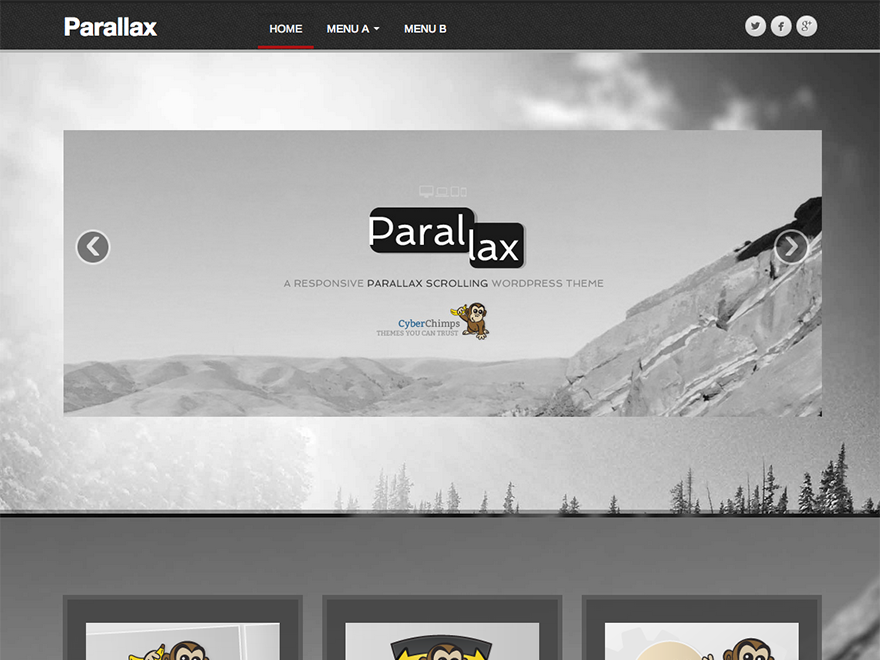 Parallax
HOME MENU A MENU B
Parallax
A RESPONSIVE PARALLAX SCROLLING WORDPRESS THEME
CyberChimps
THEMES YOU CAN TRUST